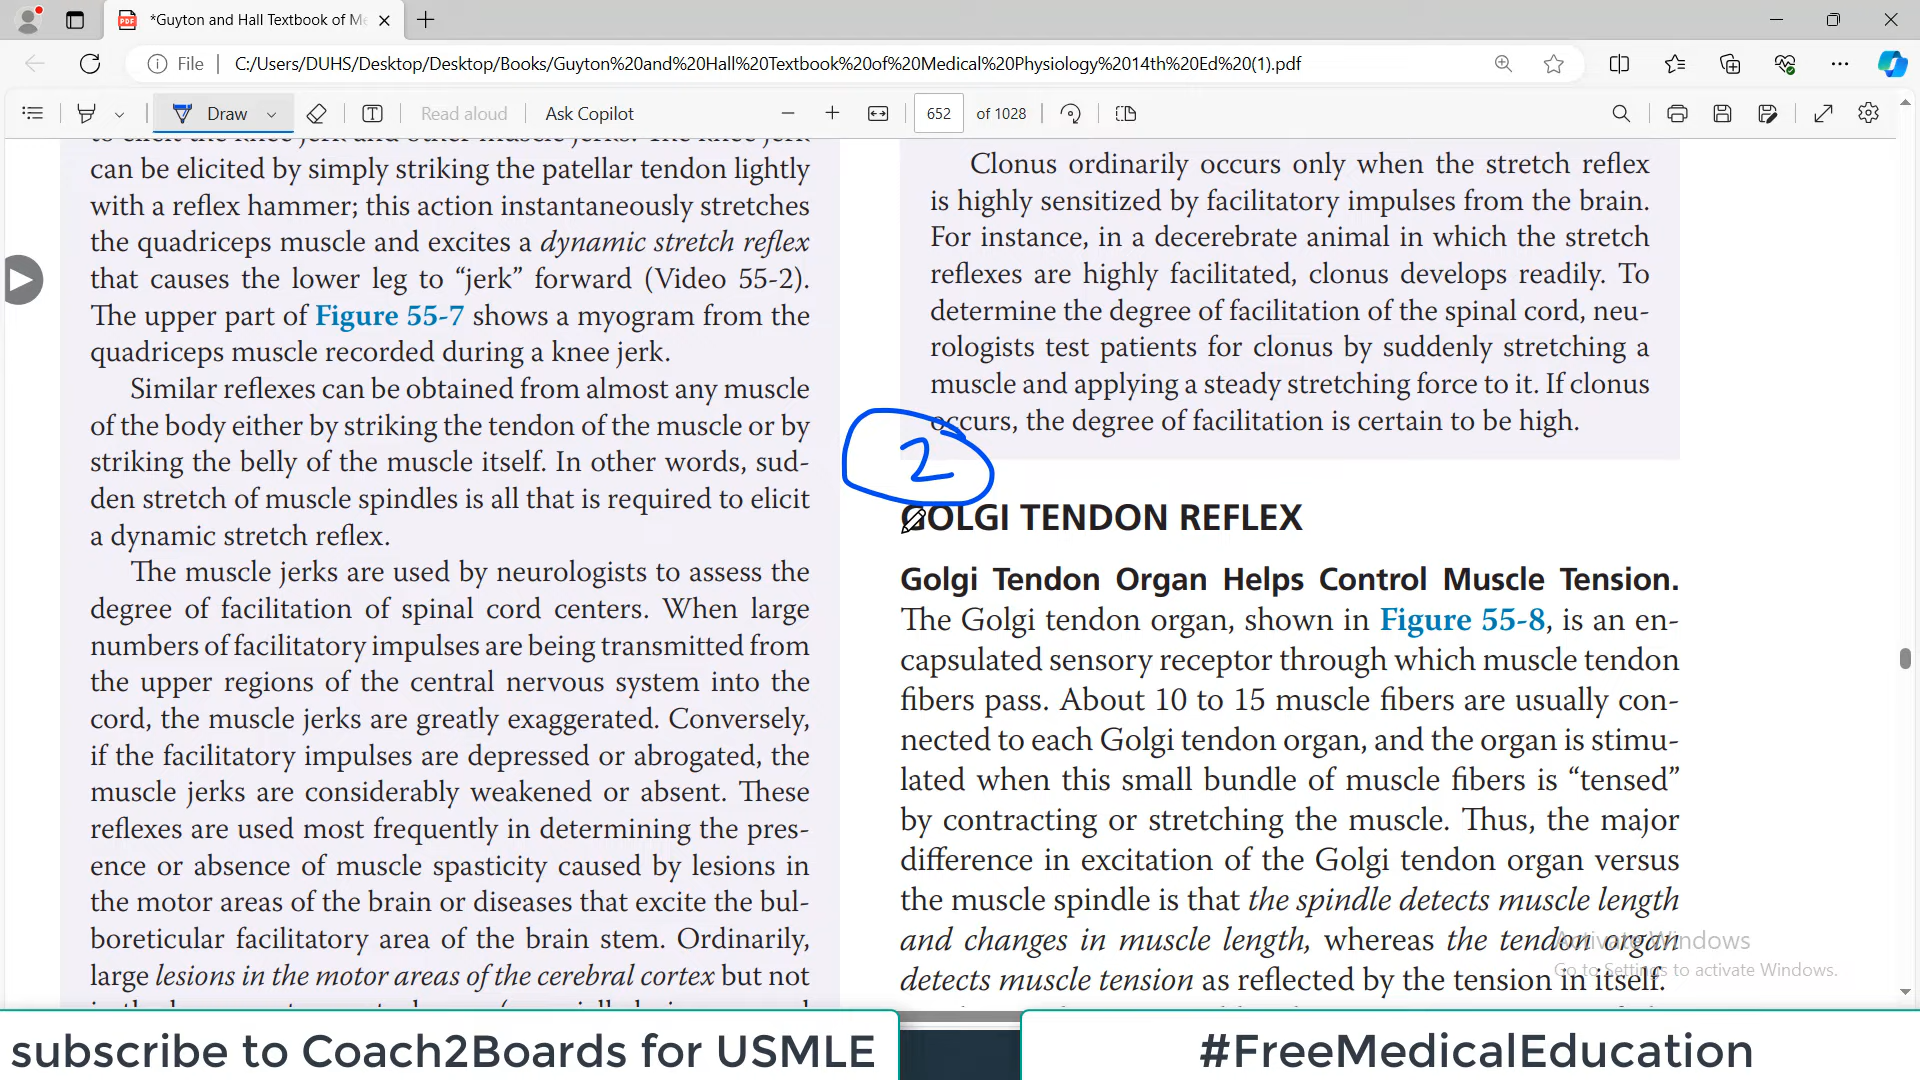 *Guyton and Hall Textbook of Me
File
C:/Users/DUHS/Desktop/Desktop/Books/Guyton%20and%20Hall%20Textbook%20of%20Medical%20Physiology%2014th%20Ed%20(1).pdf
Draw
Read aloud
Ask Copilot
652
of 1028
to elicit the knee jerk and other muscle jerks. The knee jerk
can be elicited by simply striking the patellar tendon lightly
with a reflex hammer; this action instantaneously stretches
the quadriceps muscle and excites a dynamic stretch reflex
that causes the lower leg to “jerk” forward (Video 55-2).
The upper part of Figure 55-7 shows a myogram from the
quadriceps muscle recorded during a knee jerk.
Similar reflexes can be obtained from almost any muscle
of the body either by striking the tendon of the muscle or by
striking the belly of the muscle itself. In other words, sud-
den stretch of muscle spindles is all that is required to elicit
a dynamic stretch reflex.
The muscle jerks are used by neurologists to assess the
degree of facilitation of spinal cord centers. When large
numbers of facilitatory impulses are being transmitted from
the upper regions of the central nervous system into the
cord, the muscle jerks are greatly exaggerated. Conversely,
if the facilitatory impulses are depressed or abrogated, the
muscle jerks are considerably weakened or absent. These
reflexes are used most frequently in determining the pres-
ence or absence of muscle spasticity caused by lesions in
the motor areas of the brain or diseases that excite the bul-
boreticular facilitatory area of the brain stem. Ordinarily,
large lesions in the motor areas of the cerebral cortex but not
Clonus ordinarily occurs only when the stretch reflex
is highly sensitized by facilitatory impulses from the brain.
For instance, in a decerebrate animal in which the stretch
reflexes are highly facilitated, clonus develops readily. To
determine the degree of facilitation of the spinal cord, neu-
rologists test patients for clonus by suddenly stretching a
muscle and applying a steady stretching force to it. If clonus
occurs, the degree of facilitation is certain to be high.
2
GOLGI TENDON REFLEX
Golgi Tendon Organ Helps Control Muscle Tension.
The Golgi tendon organ, shown in Figure 55-8, is an en-
capsulated sensory receptor through which muscle tendon
fibers pass. About 10 to 15 muscle fibers are usually con-
nected to each Golgi tendon organ, and the organ is stimu-
lated when this small bundle of muscle fibers is “tensed”
by contracting or stretching the muscle. Thus, the major
difference in excitation of the Golgi tendon organ versus
the muscle spindle is that the spindle detects muscle length
and changes in muscle length, whereas the tendon organ
detects muscle tension as reflected by the tension in itself.
Activate Windows
Go to Settings to activate Windows.
subscribe to Coach2Boards for USMLE
#FreeMedicalEducation